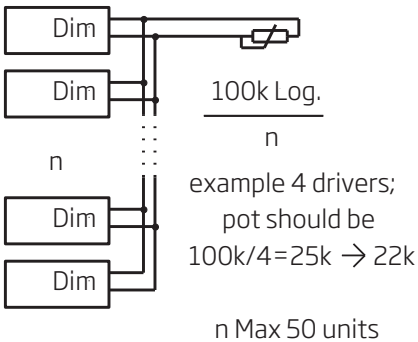 Dim
Dim
n
Dim
Dim
100k Log.
n
example 4 drivers;
pot should be
100k/4=25k → 22k
n Max 50 units